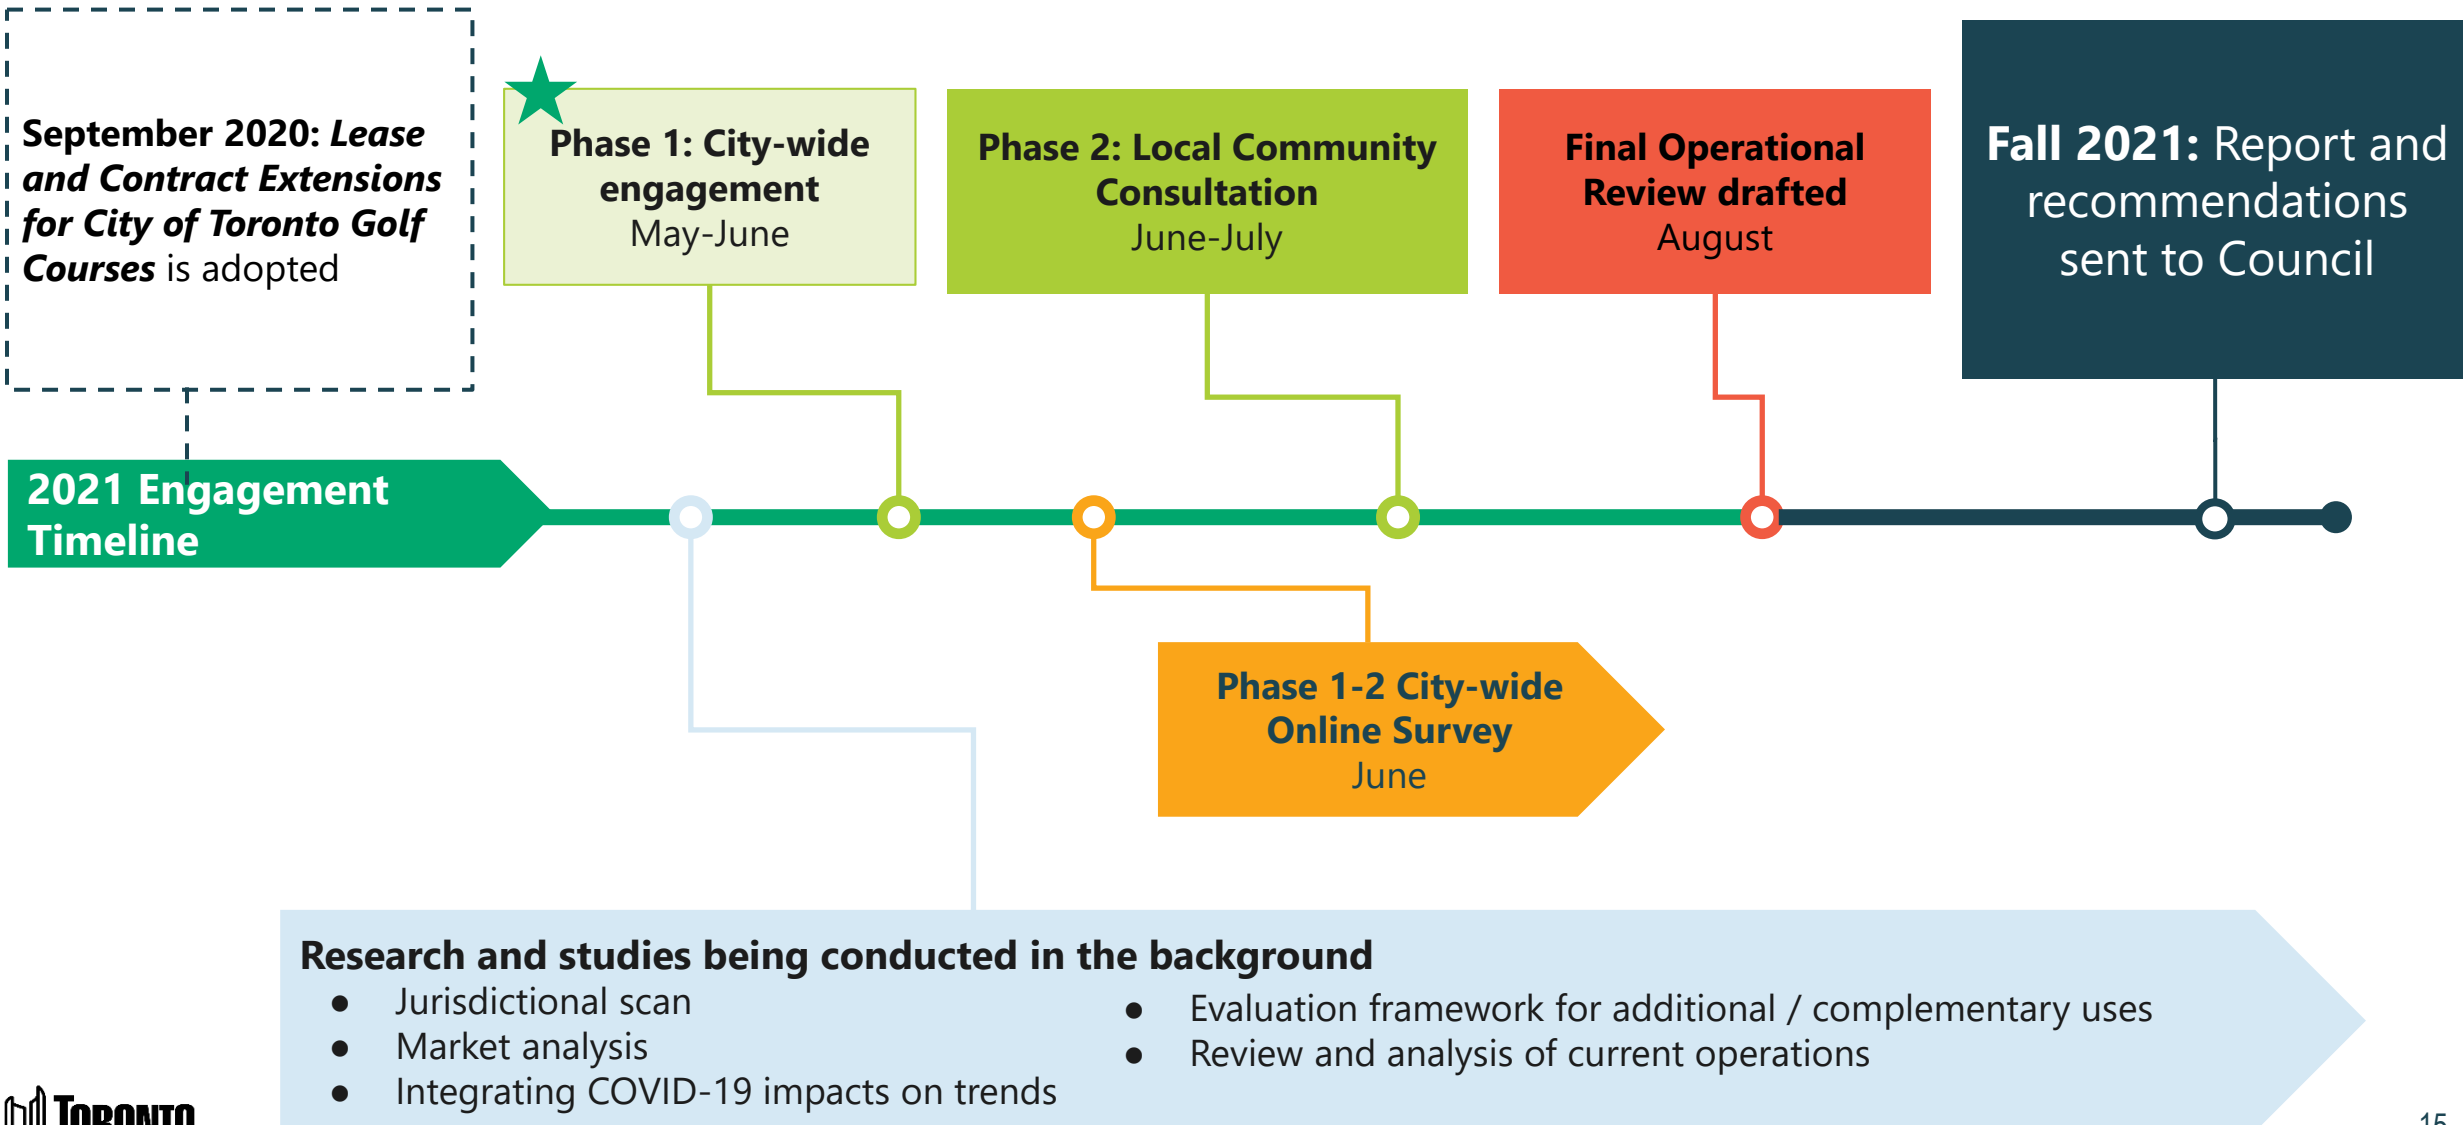 September 2020: Lease
and Contract Extensions
for City of Toronto Golf
Courses is adopted
Phase 1: City-wide
engagement
May-June
Phase 2: Local Community
Consultation
June-July
Final Operational
Review drafted
August
Fall 2021: Report and
recommendations
sent to Council
2021 Engagement
Timeline
Phase 1-2 City-wide
Online Survey
June
Research and studies being conducted in the background
● Jurisdictional scan
● Market analysis
● Integrating COVID-19 impacts on trends
● Evaluation framework for additional / complementary uses
● Review and analysis of current operations
TORONTO
15